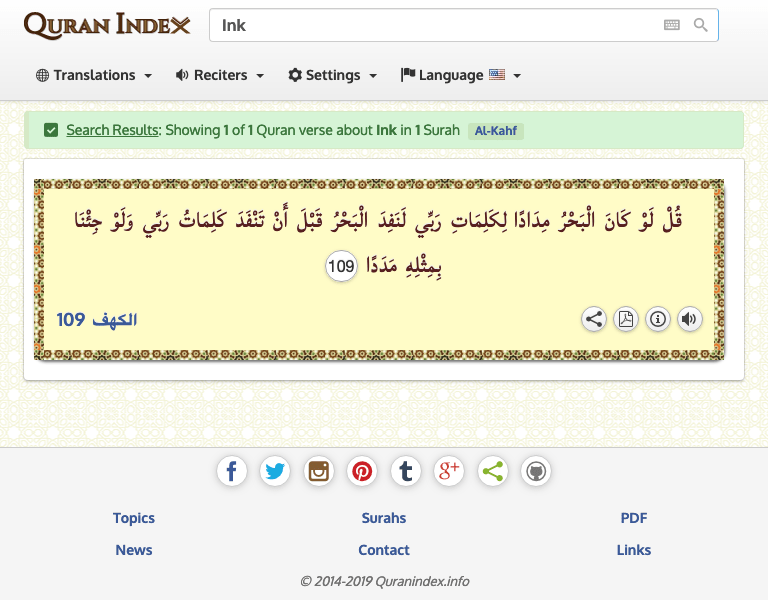 Quran Index
Ink
Translations
Reciters
Settings
Language
Search Results: Showing 1 of 1 Quran verse about Ink in 1 Surah Al-Kahf
قُلْ لَوْ كَانَ الْبَحْرُ مِدَادًا لِكَلِمَاتِ رَبِّي لَنَفِدَ الْبَحْرُ قَبْلَ أَنْ تَنْفَدَ كَلِمَاتُ رَبِّي وَلَوْ جِئْنَا
بِمِثْلِهِ مَدَدًا 109
الكهف 109
Topics
Surahs
PDF
News
Contact
Links
© 2014-2019 Quranindex.info